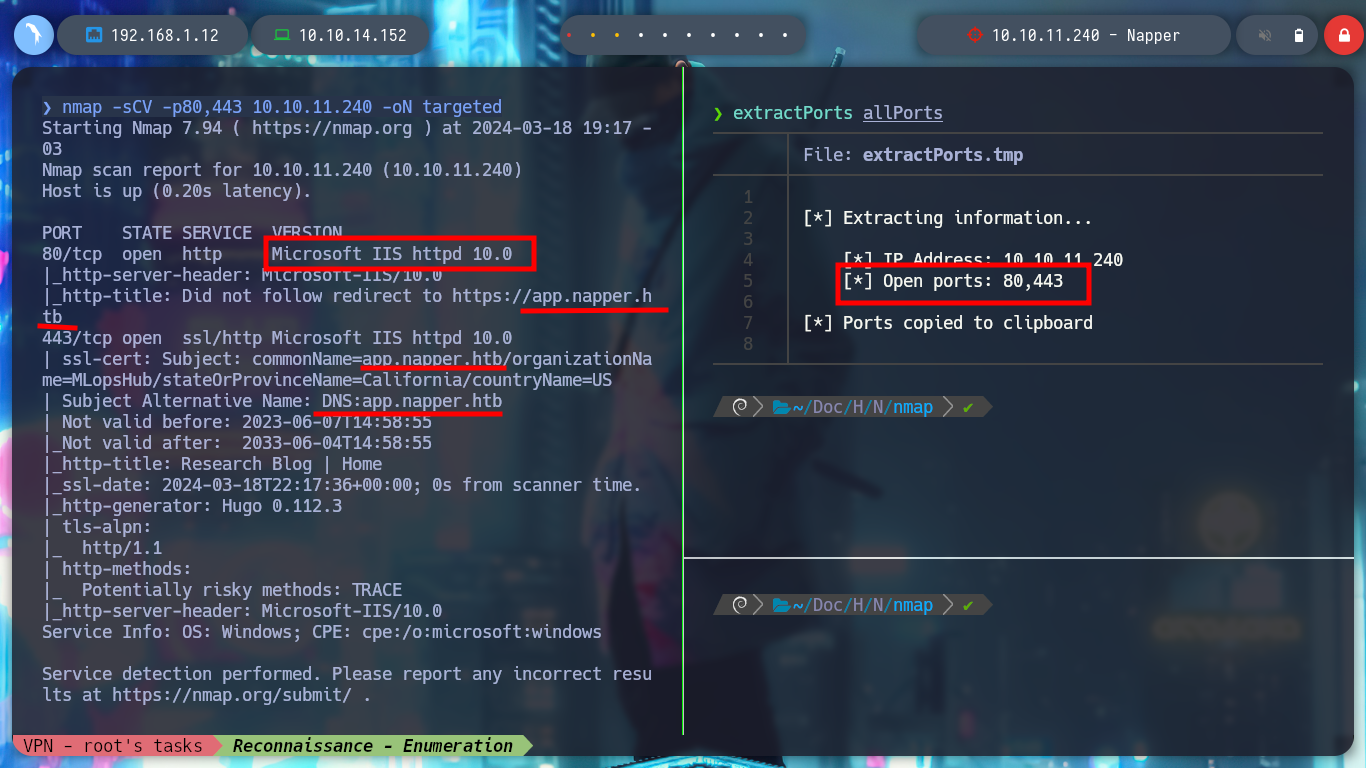 192.168.1.12
10.10.14.152
10.10.11.240 - Napper
❯ nmap -sCV -p80,443 10.10.11.240 -oN targeted
Starting Nmap 7.94 ( https://nmap.org ) at 2024-03-18 19:17 -
03
Nmap scan report for 10.10.11.240 (10.10.11.240)
Host is up (0.20s latency).
PORT    STATE SERVICE  VERSION
80/tcp  open  http     Microsoft IIS httpd 10.0
|_http-server-header: Microsoft-IIS/10.0
|_http-title: Did not follow redirect to https://app.napper.h
tb
443/tcp open  ssl/http Microsoft IIS httpd 10.0
| ssl-cert: Subject: commonName=app.napper.htb/organizationNa
me=MLopsHub/stateOrProvinceName=California/countryName=US
| Subject Alternative Name: DNS:app.napper.htb
| Not valid before: 2023-06-07T14:58:55
|_Not valid after:  2033-06-04T14:58:55
|_http-title: Research Blog | Home
|_ssl-date: 2024-03-18T22:17:36+00:00; 0s from scanner time.
|_http-generator: Hugo 0.112.3
| tls-alpn:
|_  http/1.1
| http-methods:
|_  Potentially risky methods: TRACE
|_http-server-header: Microsoft-IIS/10.0
Service Info: OS: Windows; CPE: cpe:/o:microsoft:windows
Service detection performed. Please report any incorrect resu
lts at https://nmap.org/submit/ .
❯ extractPorts allPorts
File: extractPorts.tmp
1
2 [*] Extracting information...
3
4 [*] IP Address: 10.10.11.240
5 [*] Open ports: 80,443
6
7 [*] Ports copied to clipboard
8
~/Doc/H/N/nmap ✔
~/Doc/H/N/nmap ✔
VPN - root's tasks Reconnaissance - Enumeration